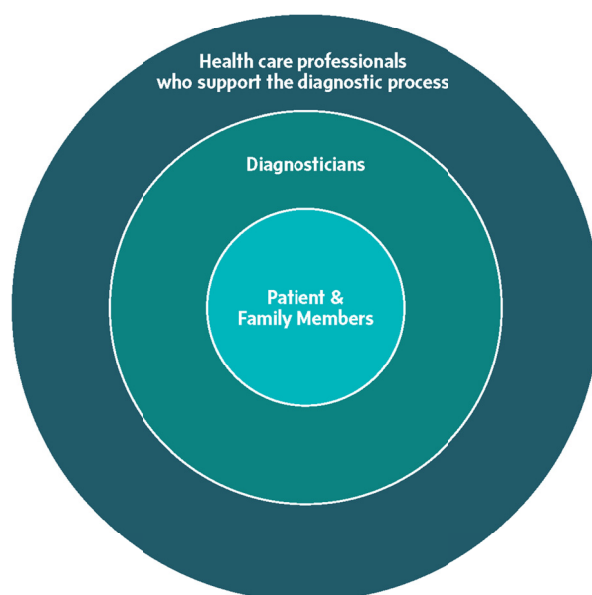 Health care professionals
who support the diagnostic process
Diagnosticians
Patient &
Family Members